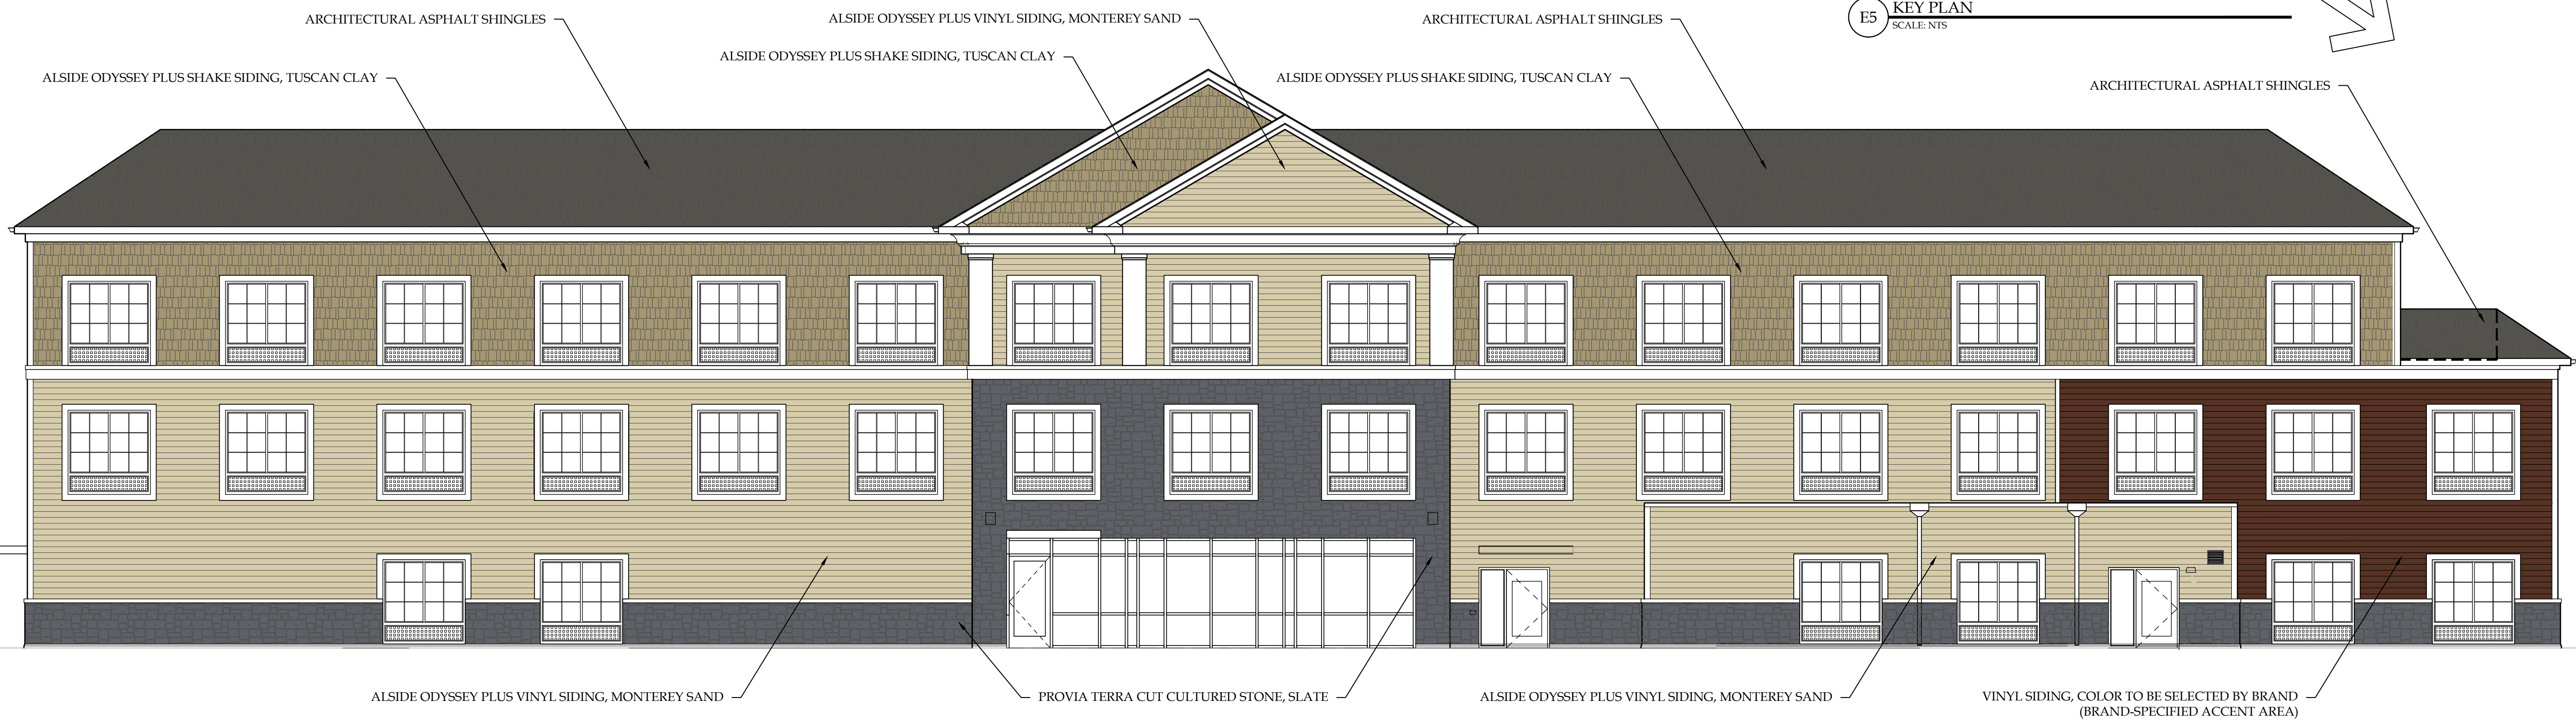 ARCHITECTURAL ASPHALT SHINGLES
ALSIDE ODYSSEY PLUS VINYL SIDING, MONTEREY SAND
ARCHITECTURAL ASPHALT SHINGLES
E5
KEY PLAN
SCALE: NTS
ALSIDE ODYSSEY PLUS SHAKE SIDING, TUSCAN CLAY
ALSIDE ODYSSEY PLUS SHAKE SIDING, TUSCAN CLAY
ALSIDE ODYSSEY PLUS SHAKE SIDING, TUSCAN CLAY
ARCHITECTURAL ASPHALT SHINGLES
ALSIDE ODYSSEY PLUS VINYL SIDING, MONTEREY SAND
PROVIA TERRA CUT CULTURED STONE, SLATE
ALSIDE ODYSSEY PLUS VINYL SIDING, MONTEREY SAND
VINYL SIDING, COLOR TO BE SELECTED BY BRAND
(BRAND-SPECIFIED ACCENT AREA)